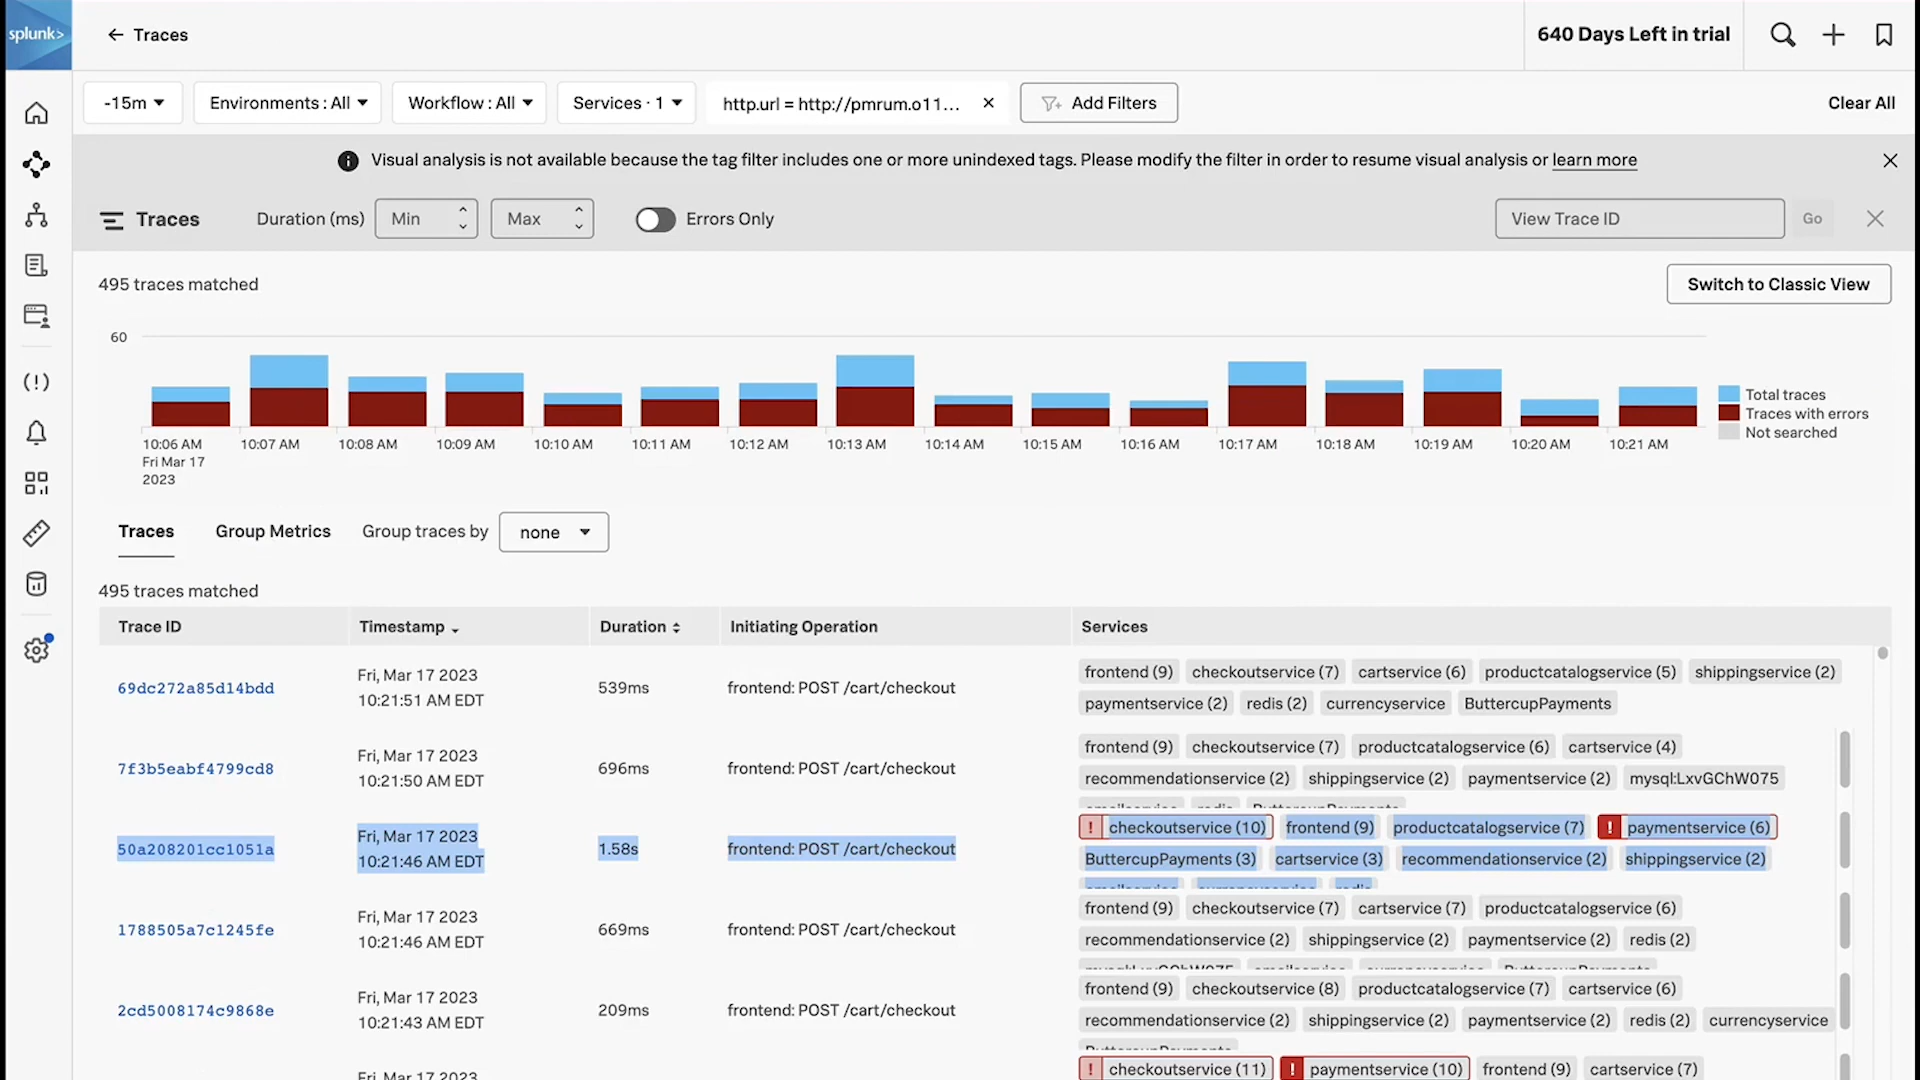 splunk>
Traces
640 Days Left in trial
-15m
Environments : All
Workflow : All
Services · 1
http.url = http://pmrum.o11...
Add Filters
Clear All
Visual analysis is not available because the tag filter includes one or more unindexed tags. Please modify the filter in order to resume visual analysis or learn more
Traces
Duration (ms)
Min
Max
Errors Only
View Trace ID
Go
495 traces matched
Switch to Classic View
60
10:06 AM 10:07 AM 10:08 AM 10:09 AM 10:10 AM 10:11 AM 10:12 AM 10:13 AM 10:14 AM 10:15 AM 10:16 AM 10:17 AM 10:18 AM 10:19 AM 10:20 AM 10:21 AM
Fri Mar 17
2023
Total traces
Traces with errors
Not searched
Traces
Group Metrics
Group traces by
none
495 traces matched
Trace ID Timestamp Duration Initiating Operation Services
69dc272a85d14bdd
Fri, Mar 17 2023
10:21:51 AM EDT
539ms
frontend: POST /cart/checkout
frontend (9) checkoutservice (7) cartservice (6) productcatalogservice (5) shippingservice (2)
paymentservice (2) redis (2) currencyservice ButtercupPayments
7f3b5eabf4799cd8
Fri, Mar 17 2023
10:21:50 AM EDT
696ms
frontend: POST /cart/checkout
frontend (9) checkoutservice (7) productcatalogservice (6) cartservice (4)
recommendationservice (2) shippingservice (2) paymentservice (2) mysql:LxvGChW075
emailservice redis ButtercupPayments
50a208201cc1051a
Fri, Mar 17 2023
10:21:46 AM EDT
1.58s
frontend: POST /cart/checkout
! checkoutservice (10) frontend (9) productcatalogservice (7) ! paymentservice (6)
ButtercupPayments (3) cartservice (3) recommendationservice (2) shippingservice (2)
emailservice currencyservice redis
1788505a7c1245fe
Fri, Mar 17 2023
10:21:46 AM EDT
669ms
frontend: POST /cart/checkout
frontend (9) checkoutservice (7) cartservice (7) productcatalogservice (6)
recommendationservice (2) shippingservice (2) paymentservice (2) redis (2)
mysql:LxvGChW075 emailservice currencyservice ButtercupPayments
2cd5008174c9868e
Fri, Mar 17 2023
10:21:43 AM EDT
209ms
frontend: POST /cart/checkout
frontend (9) checkoutservice (8) productcatalogservice (7) cartservice (6)
recommendationservice (2) shippingservice (2) paymentservice (2) redis (2) currencyservice
ButtercupPayments
Fri, Mar 17 2023
! checkoutservice (11) ! paymentservice (10) frontend (9) cartservice (7)